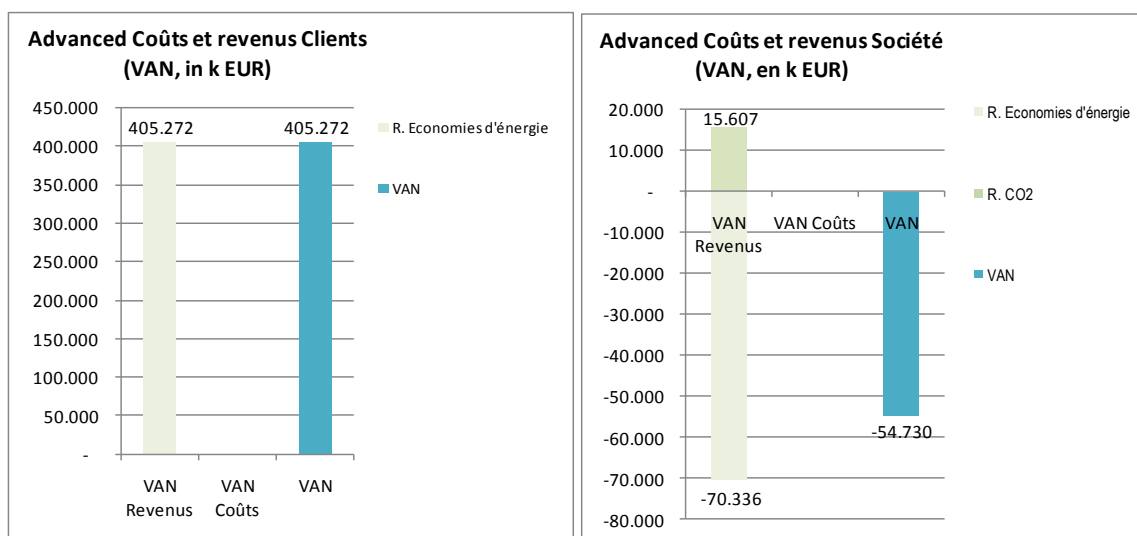 Advanced Coûts et revenus Clients
(VAN, in k EUR)
450.000
400.000
350.000
300.000
250.000
200.000
150.000
100.000
50.000
-
405.272
405.272
VAN
Revenus
VAN
Coûts
VAN
R. Economies d'énergie
VAN
Advanced Coûts et revenus Société
(VAN, en k EUR)
20.000
10.000
-
-10.000
-20.000
-30.000
-40.000
-50.000
-60.000
-70.000
-80.000
15.607
VAN
Revenus
VAN Coûts
VAN
-54.730
-70.336
R. Economies d'énergie
R. CO2
VAN